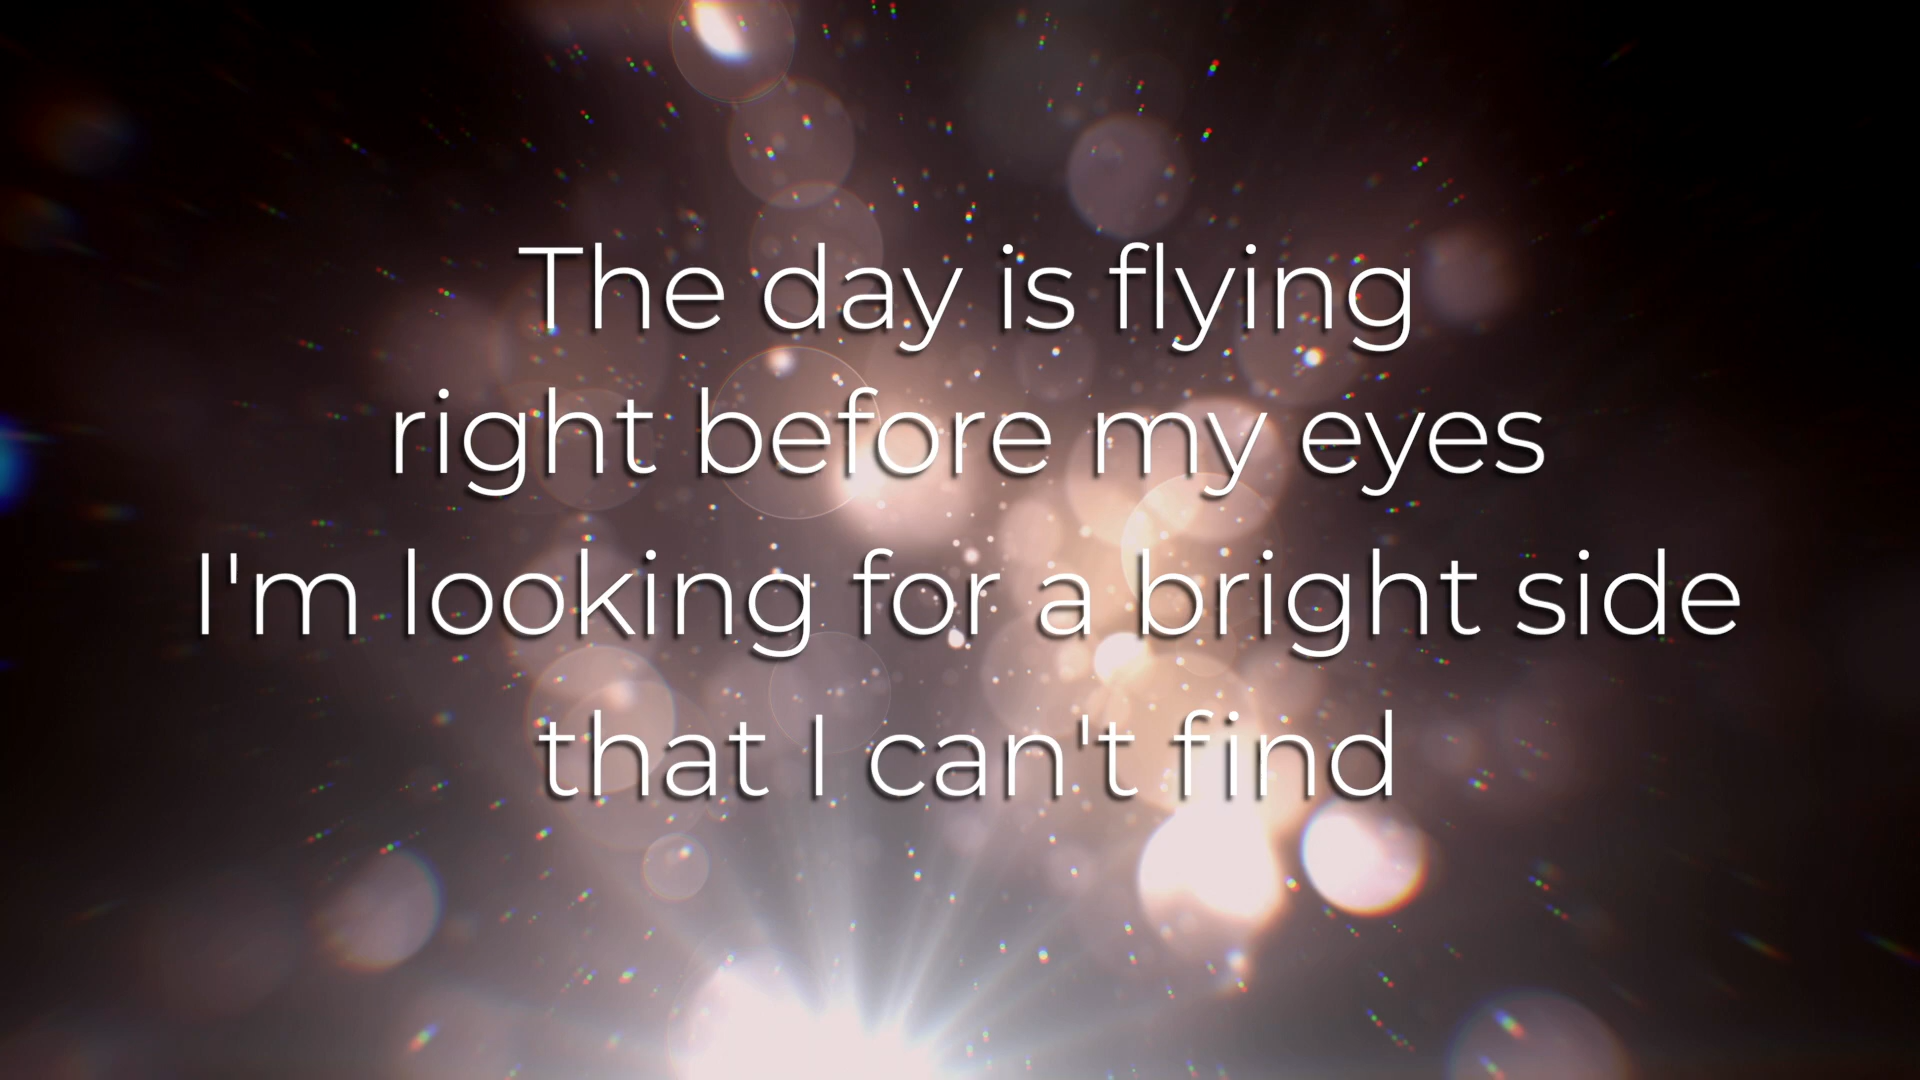 The day is flying
right before my eyes
I'm looking for a bright side
that I can't find